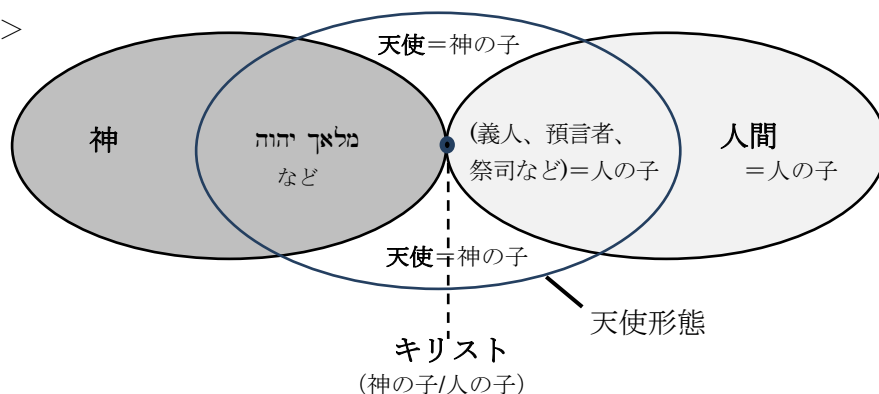 >
天使＝神の子
神
מלאך יהוה
など
(義人、預言者、
祭司など)＝人の子
人間
＝人の子
天使＝神の子
天使形態
キリスト
（神の子/人の子）